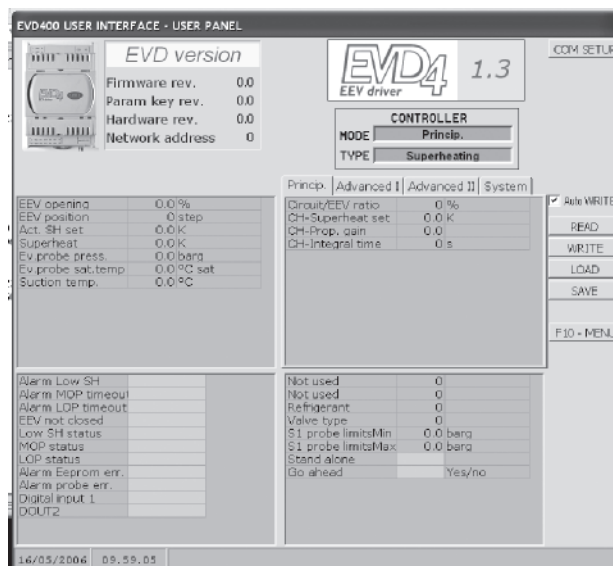 EVD400 USER INTERFACE - USER PANEL
EVD version
Firmware rev. 0.0
Param key rev. 0.0
Hardware rev. 0.0
Network address 0
EVD4
EEV driver
1.3
COM SETUP
CONTROLLER
MODE Princip.
TYPE Superheating
Princip. Advanced I Advanced II System
EEV opening 0.0 %
EEV position 0 step
Act. SH set 0.0 K
Superheat 0.0 K
Ev.probe press. 0.0 barg
Ev.probe sat.temp 0.0 °C sat
Suction temp. 0.0 °C
Circuit/EEV ratio 0 %
CH-Superheat set 0.0 K
CH-Prop. gain 0.0
CH-Integral time 0 s
Auto WRITE
READ
WRITE
LOAD
SAVE
F10 - MENU
Alarm Low SH
Alarm MOP timeout
Alarm LOP timeout
EEV not closed
Low SH status
MOP status
LOP status
Alarm Eeprom err.
Alarm probe err.
Digital input 1
DOUT2
Not used 0
Not used 0
Refrigerant 0
Valve type 0
S1 probe limitsMin 0.0 barg
S1 probe limitsMax 0.0 barg
Stand alone
Go ahead Yes/no
16/05/2006 09.59.05